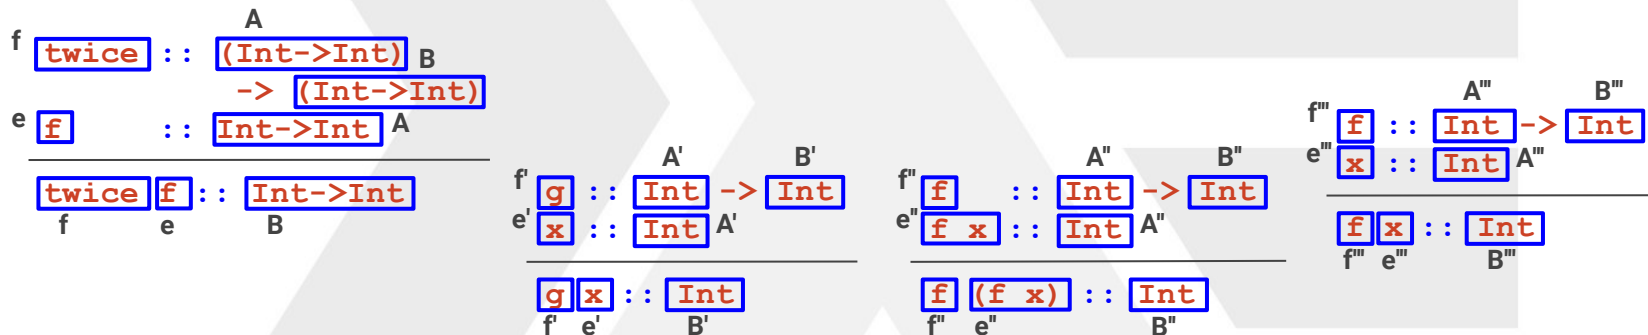 A
f twice :: (Int->Int) B
-> (Int->Int)
e f :: Int->Int A
twice f :: Int->Int
f e B
A' B'
f' g :: Int -> Int
e' x :: Int A'
g x :: Int
f' e' B'
A" B"
f" f :: Int -> Int
e" f x :: Int A"
f (f x) :: Int
f" e" B"
A''' B'''
f''' f :: Int -> Int
e''' x :: Int A'''
f x :: Int
f''' e''' B'''